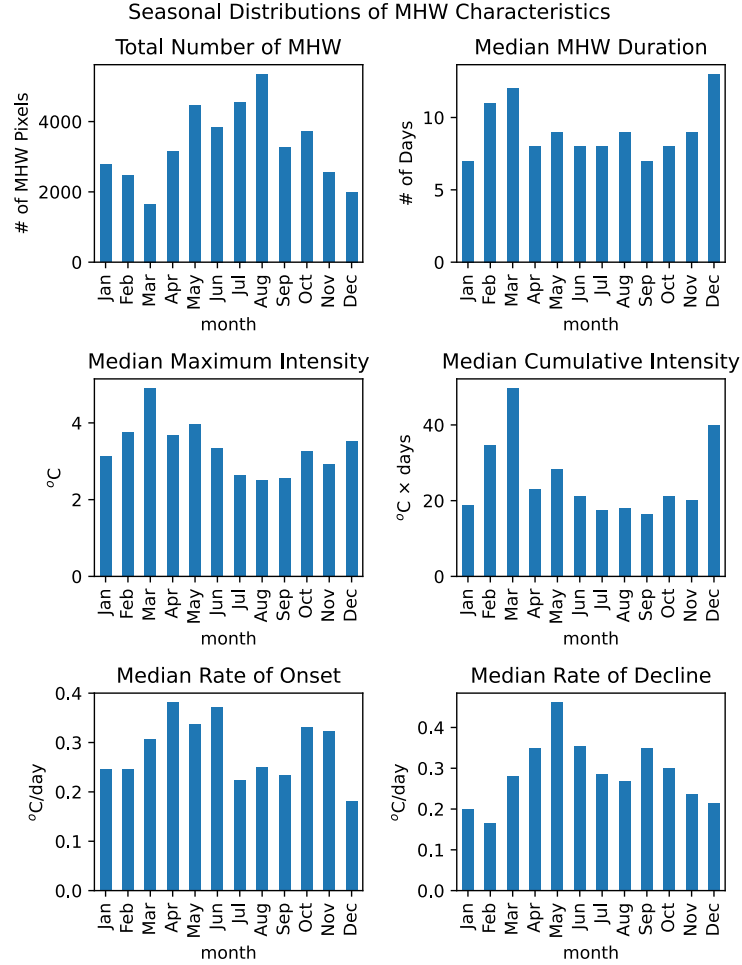 Seasonal Distributions of MHW Characteristics
Total Number of MHW
# of MHW Pixels
4000
2000
0
Jan Feb Mar Apr May Jun Jul Aug Sep Oct Nov Dec
month
Median MHW Duration
# of Days
10
5
0
Jan Feb Mar Apr May Jun Jul Aug Sep Oct Nov Dec
month
Median Maximum Intensity
°C
4
2
0
Jan Feb Mar Apr May Jun Jul Aug Sep Oct Nov Dec
month
Median Cumulative Intensity
°C × days
40
20
0
Jan Feb Mar Apr May Jun Jul Aug Sep Oct Nov Dec
month
Median Rate of Onset
°C/day
0.4
0.3
0.2
0.1
0.0
Jan Feb Mar Apr May Jun Jul Aug Sep Oct Nov Dec
month
Median Rate of Decline
°C/day
0.4
0.3
0.2
0.1
0.0
Jan Feb Mar Apr May Jun Jul Aug Sep Oct Nov Dec
month